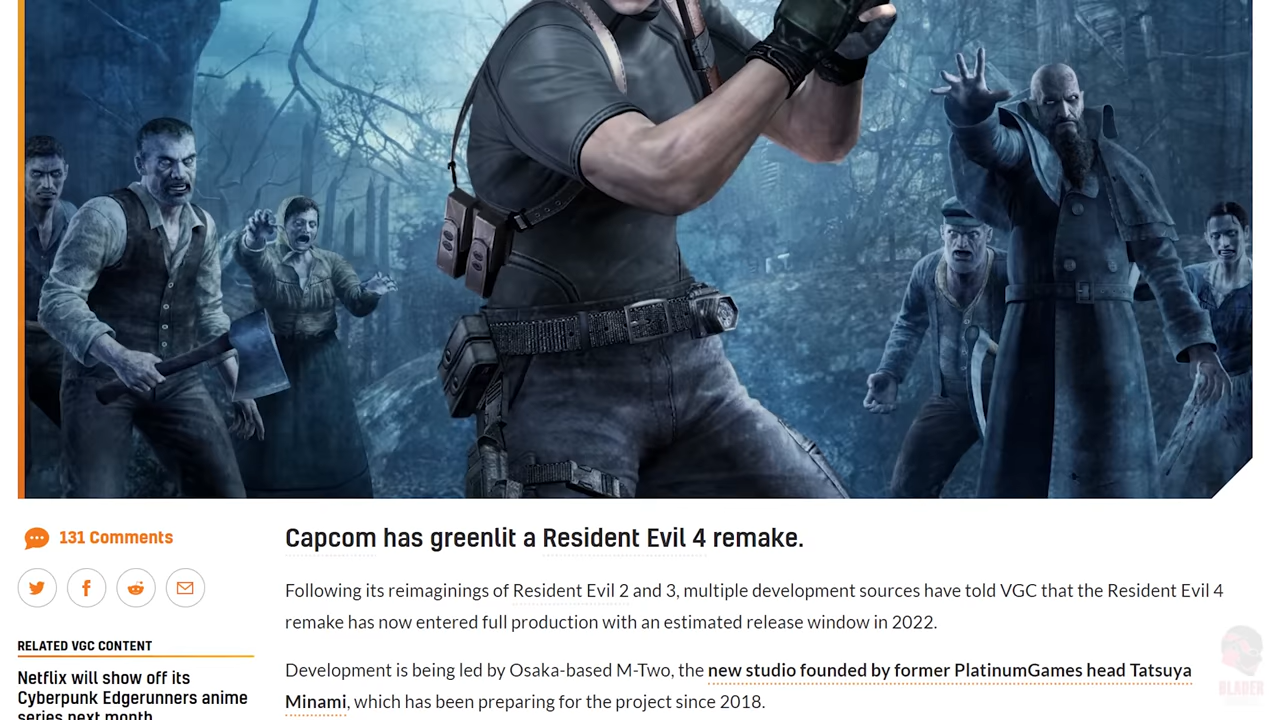 131 Comments
RELATED VGC CONTENT
Netflix will show off its
Cyberpunk Edgerunners anime
series next month
Capcom has greenlit a Resident Evil 4 remake.
Following its reimaginings of Resident Evil 2 and 3, multiple development sources have told VGC that the Resident Evil 4
remake has now entered full production with an estimated release window in 2022.
Development is being led by Osaka-based M-Two, the new studio founded by former PlatinumGames head Tatsuya
Minami, which has been preparing for the project since 2018.
BLADER